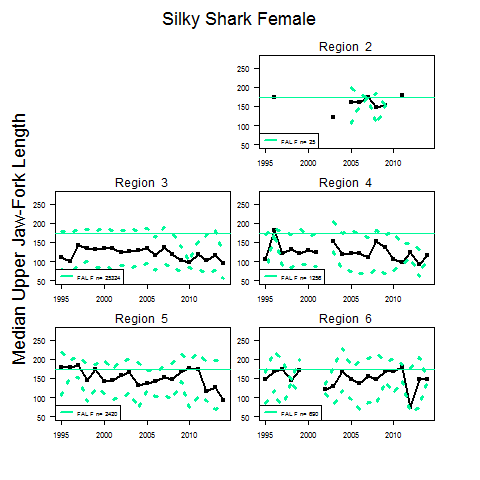 Silky Shark Female
Median Upper Jaw-Fork Length
Region 2
250
200
150
100
50
FAL F n= 25
1995 2000 2005 2010
Region 3
250
200
150
100
50
FAL F n= 25324
1995 2000 2005 2010
Region 4
250
200
150
100
50
FAL F n= 1256
1995 2000 2005 2010
Region 5
250
200
150
100
50
FAL F n= 2420
1995 2000 2005 2010
Region 6
250
200
150
100
50
FAL F n= 690
1995 2000 2005 2010